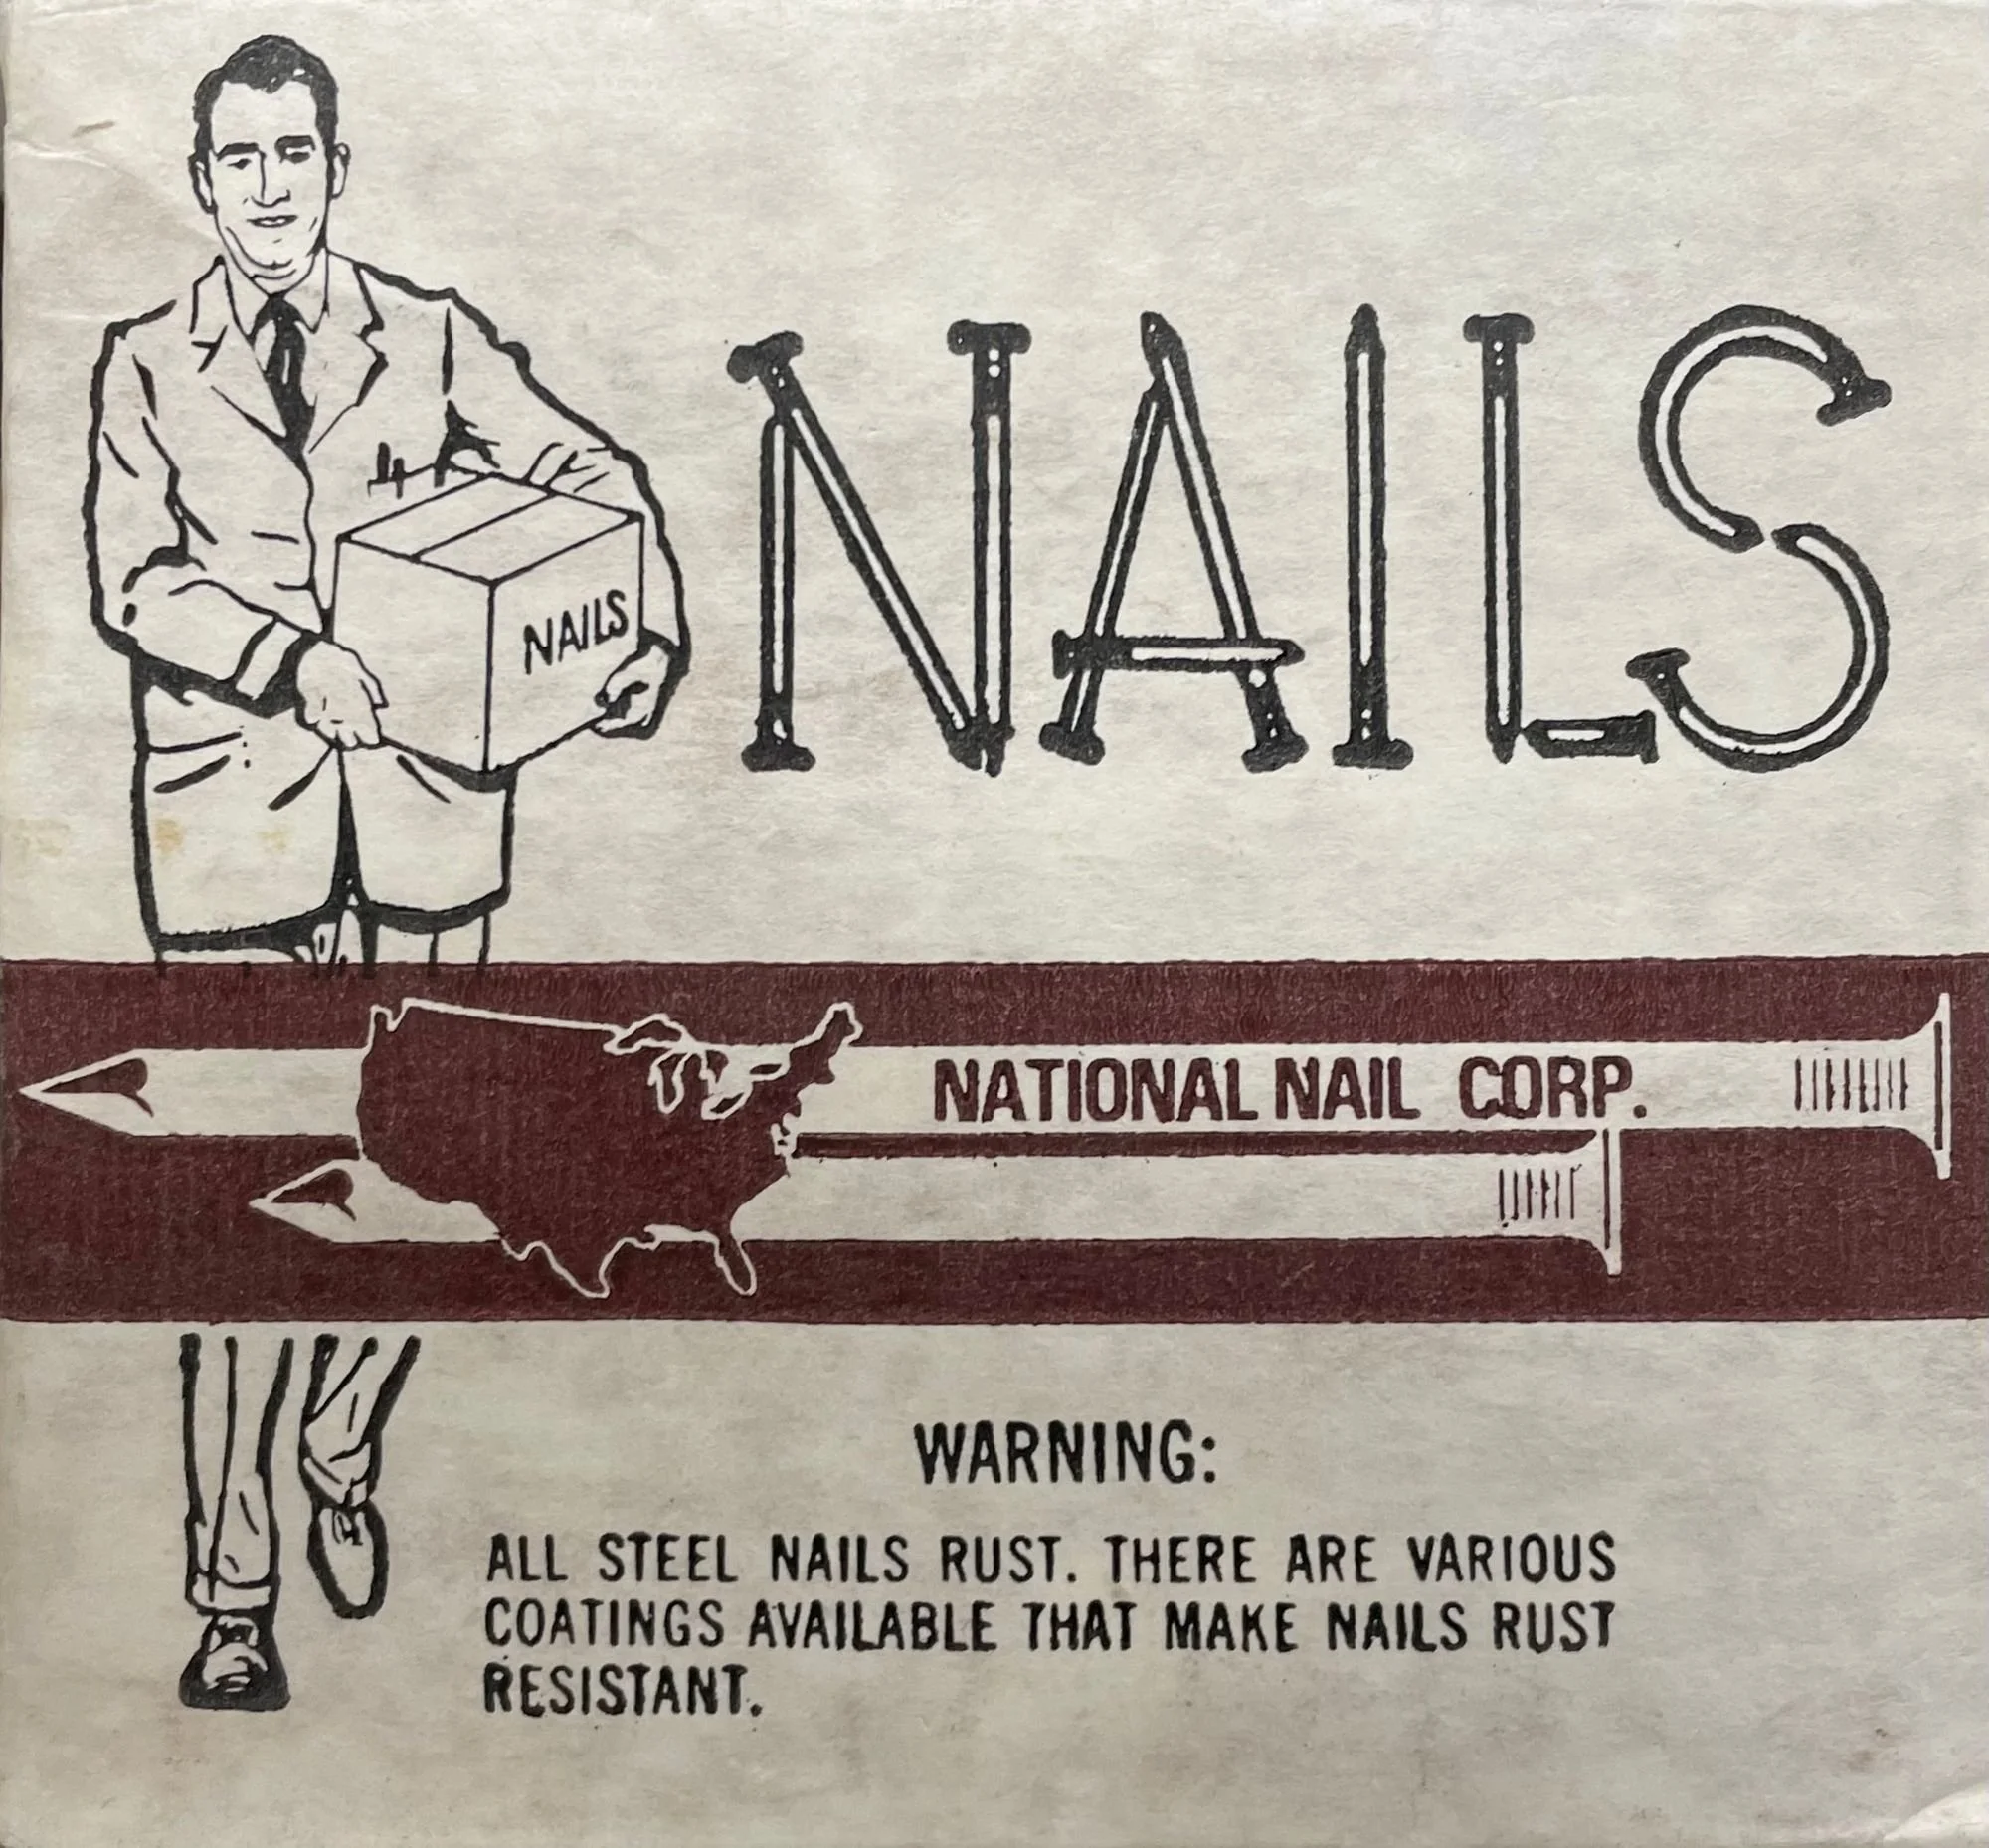 NAILS
NAILS
NATIONAL NAIL CORP.
WARNING:
ALL STEEL NAILS RUST. THERE ARE VARIOUS
COATINGS AVAILABLE THAT MAKE NAILS RUST
RESISTANT.